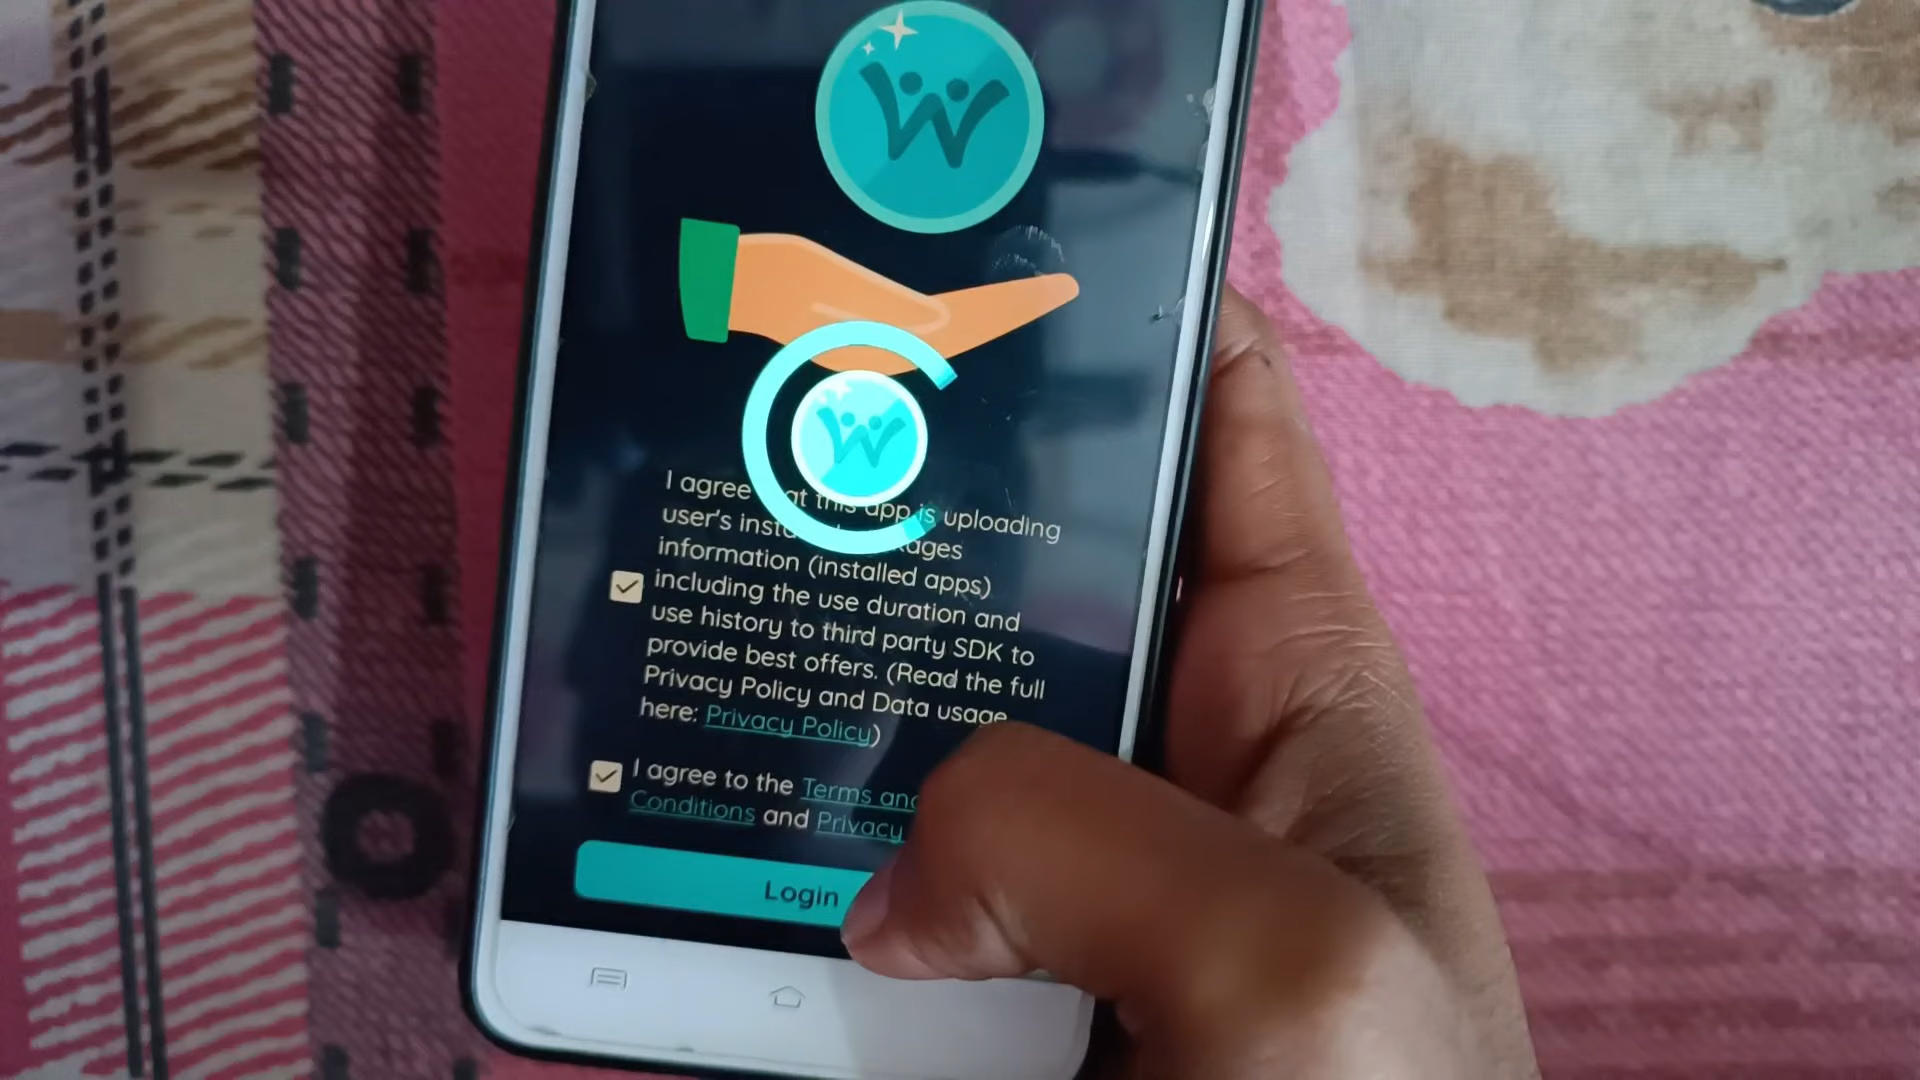 W
W
I agree at this app is uploading
user's
information (installed apps)
including the use duration and
use history to third party SDK to
provide best offers. (Read the full
Privacy Policy and Data usage
here: Privacy Policy)
I agree to the Terms and
Conditions and Privacy
Login